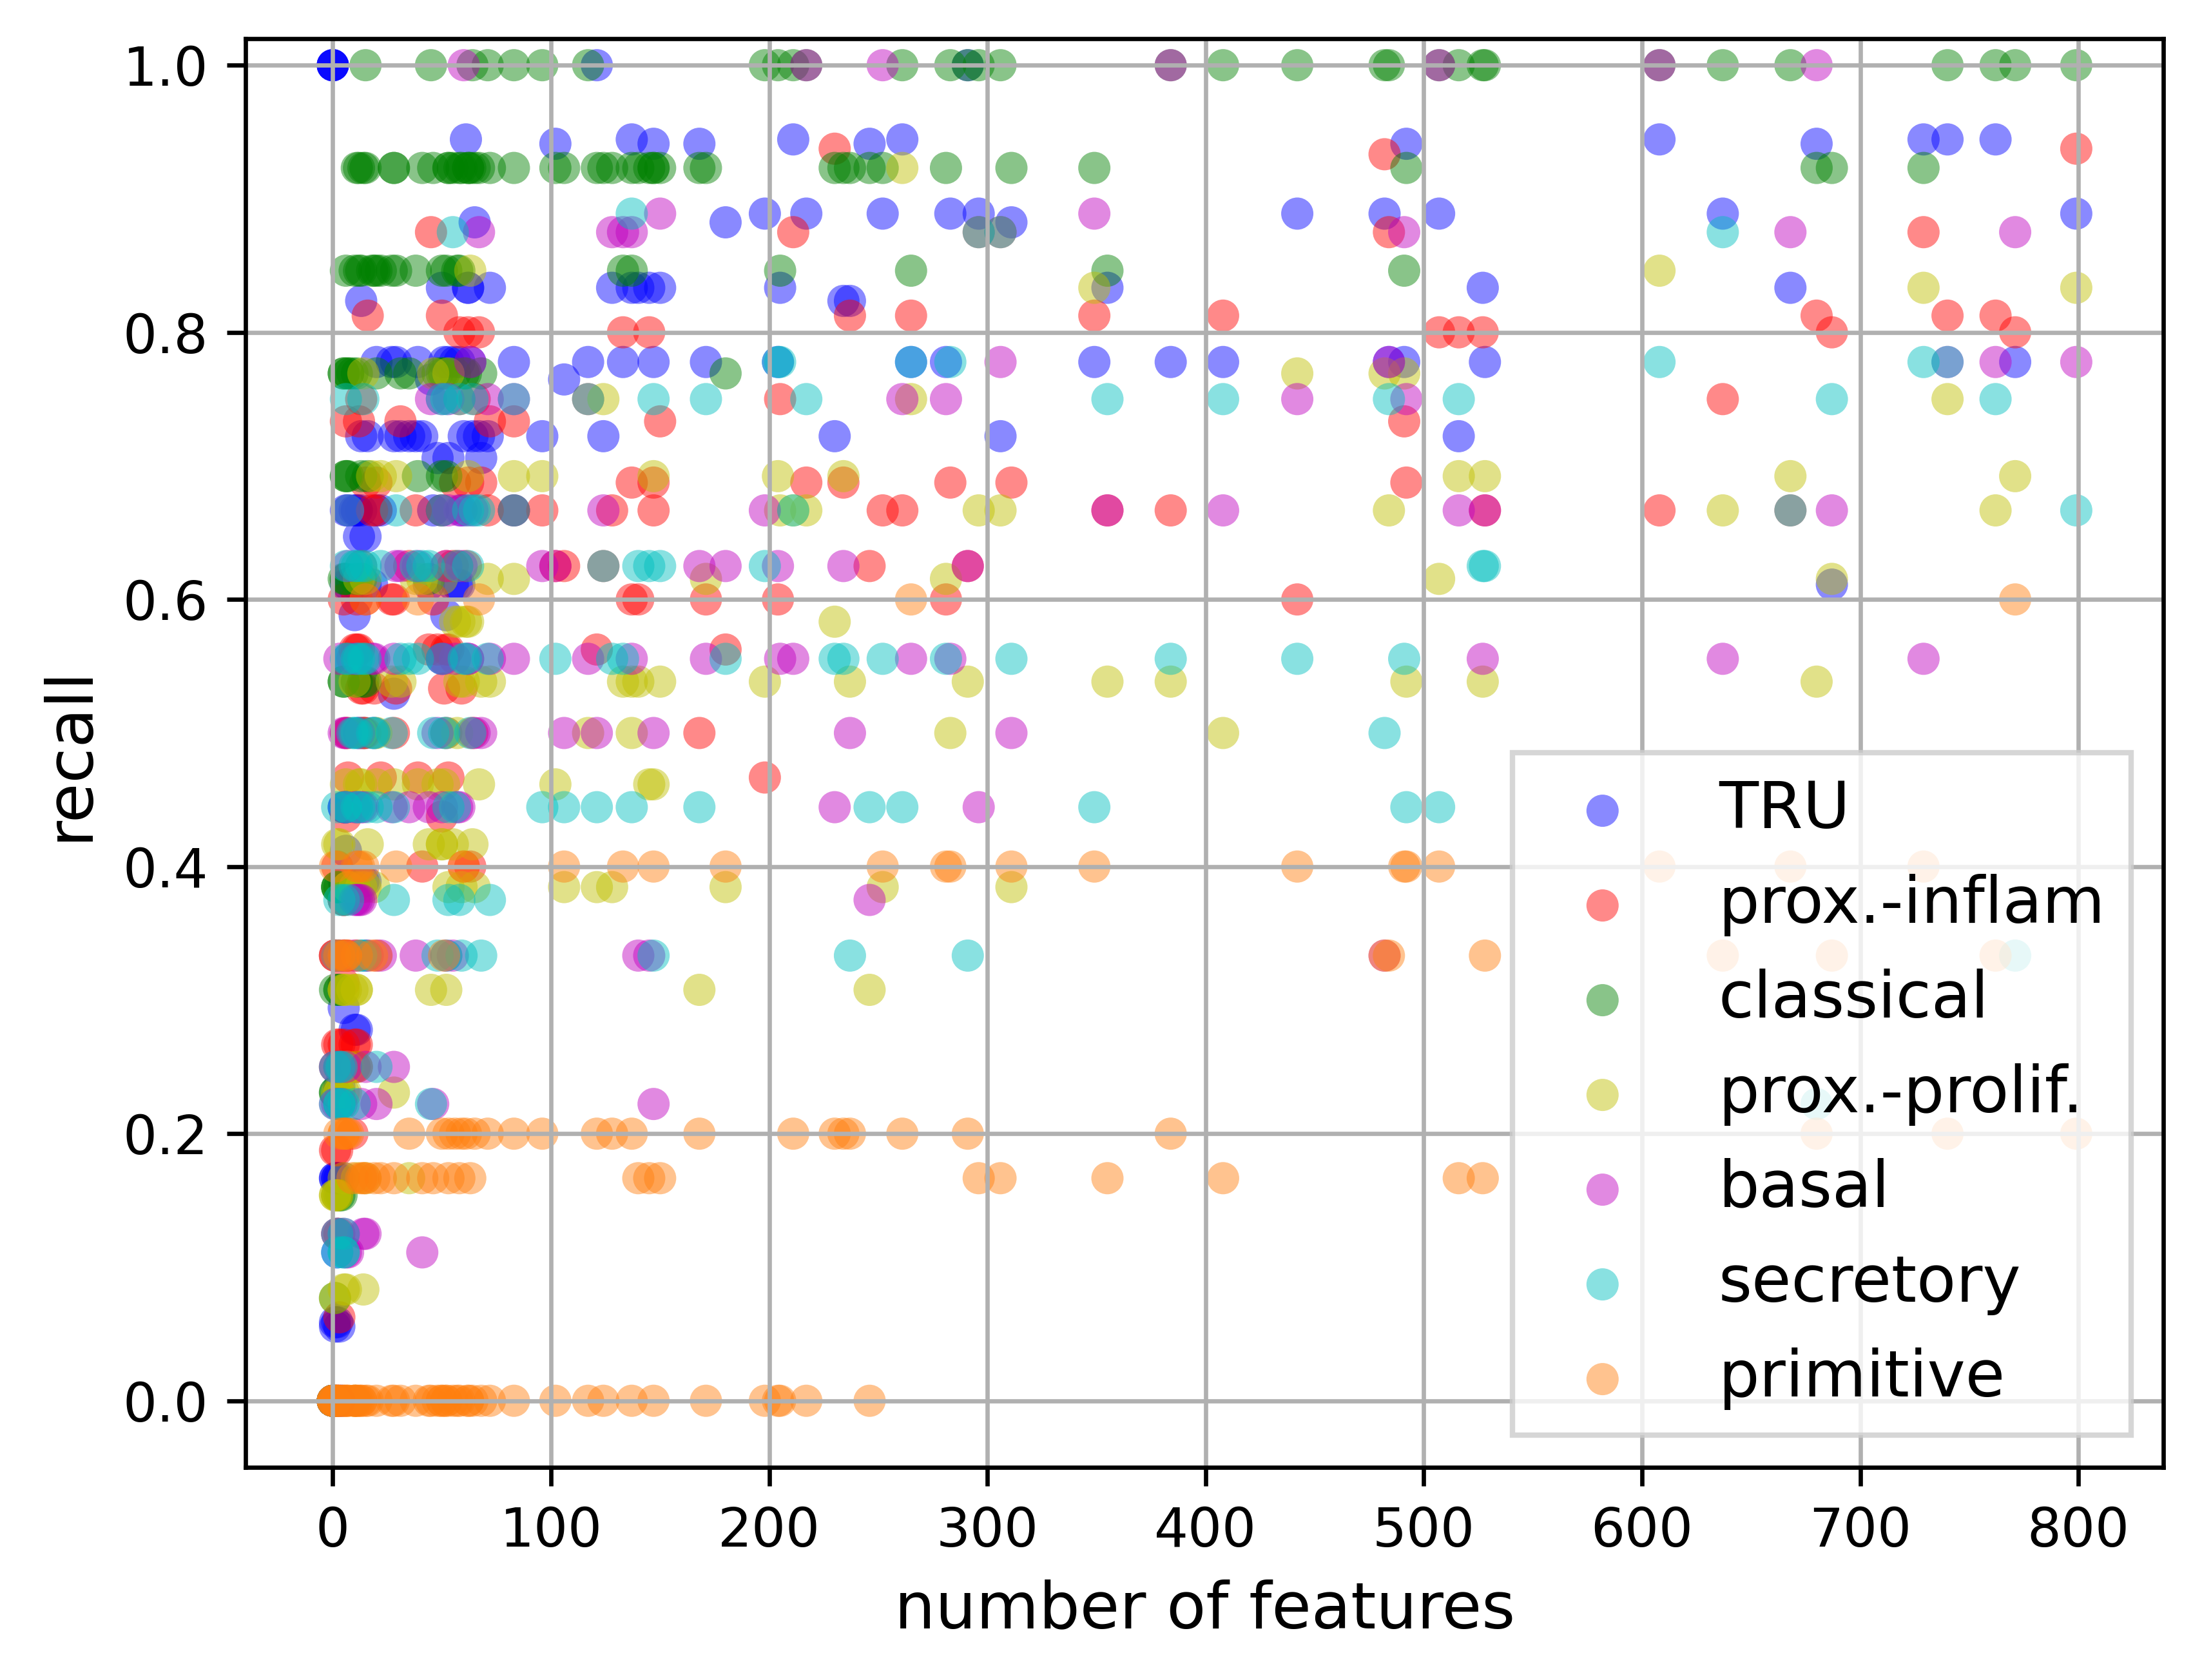 1.0
0.8
0.6
0.4
0.2
0.0
recall
0 100 200 300 400 500 600 700 800
number of features
TRU
prox.-inflam
classical
prox.-prolif.
basal
secretory
primitive